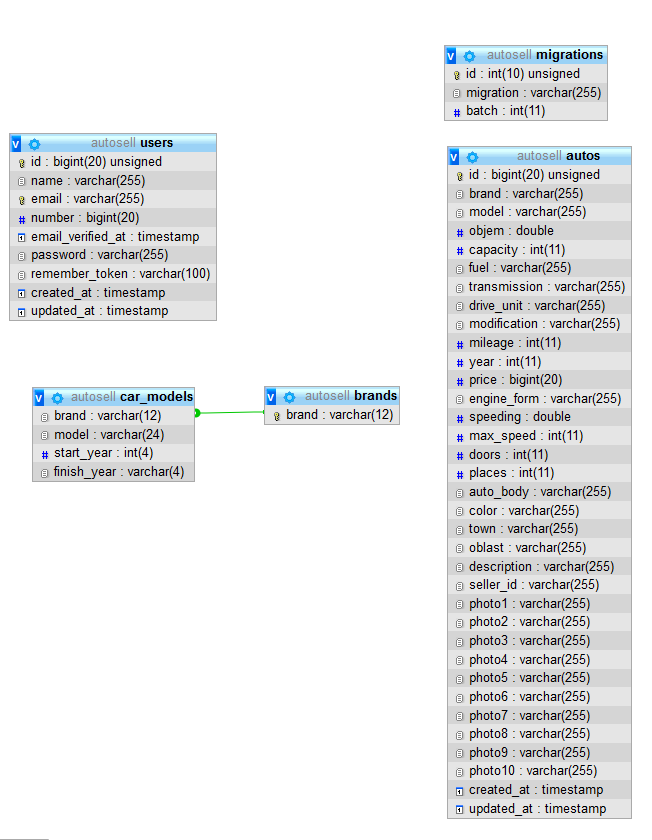 autosell migrations
id : int(10) unsigned
migration : varchar(255)
batch : int(11)
autosell users
id : bigint(20) unsigned
name : varchar(255)
email : varchar(255)
number : bigint(20)
email_verified_at : timestamp
password : varchar(255)
remember_token : varchar(100)
created_at : timestamp
updated_at : timestamp
autosell car_models
brand : varchar(12)
model : varchar(24)
start_year : int(4)
finish_year : varchar(4)
autosell brands
brand : varchar(12)
autosell autos
id : bigint(20) unsigned
brand : varchar(255)
model : varchar(255)
objem : double
capacity : int(11)
fuel : varchar(255)
transmission : varchar(255)
drive_unit : varchar(255)
modification : varchar(255)
mileage : int(11)
year : int(11)
price : bigint(20)
engine_form : varchar(255)
speeding : double
max_speed : int(11)
doors : int(11)
places : int(11)
auto_body : varchar(255)
color : varchar(255)
town : varchar(255)
oblast : varchar(255)
description : varchar(255)
seller_id : varchar(255)
photo1 : varchar(255)
photo2 : varchar(255)
photo3 : varchar(255)
photo4 : varchar(255)
photo5 : varchar(255)
photo6 : varchar(255)
photo7 : varchar(255)
photo8 : varchar(255)
photo9 : varchar(255)
photo10 : varchar(255)
created_at : timestamp
updated_at : timestamp